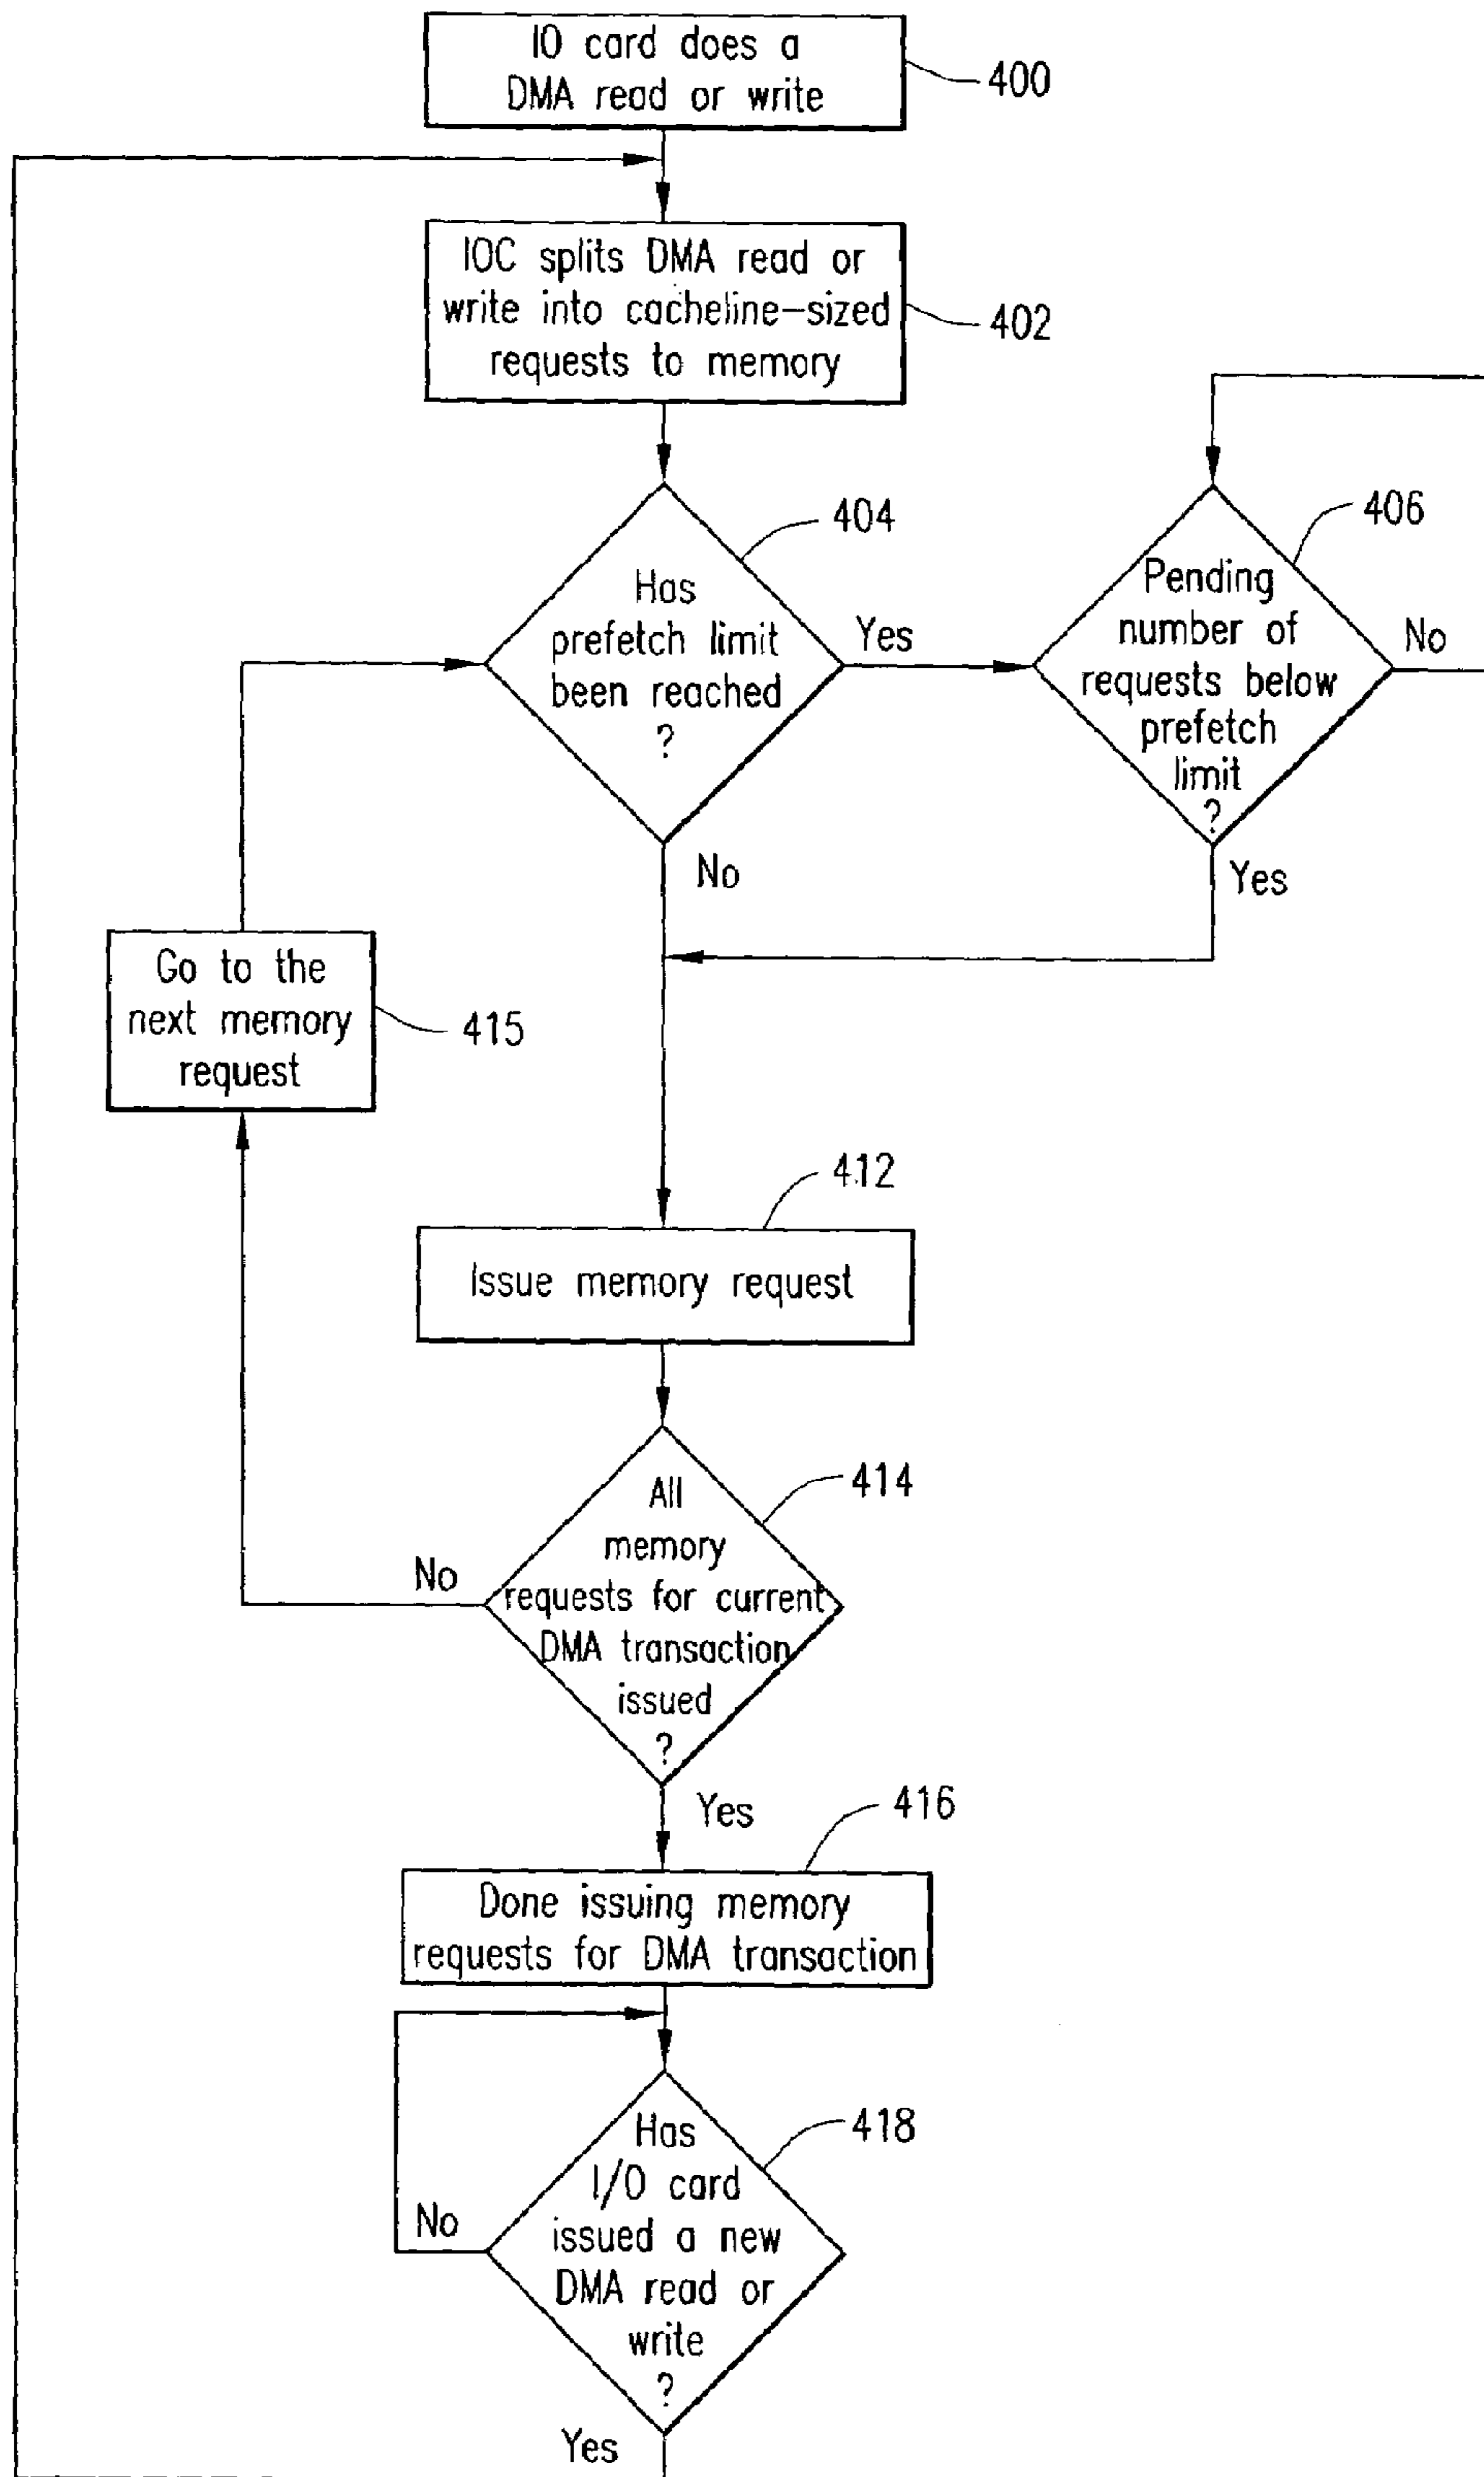 IO card does a
DMA read or write
400
IOC splits DMA read or
write into cacheline-sized
requests to memory
402
404
Has
prefetch limit
been reached
?
Yes
No
406
Pending
number of
requests below
prefetch
limit
?
No
Yes
Go to the
next memory
request
415
412
Issue memory request
414
All
memory
requests for current
DMA transaction
issued
?
No
Yes
416
Done issuing memory
requests for DMA transaction
418
Has
I/O card
issued a new
DMA read or
write
?
No
Yes